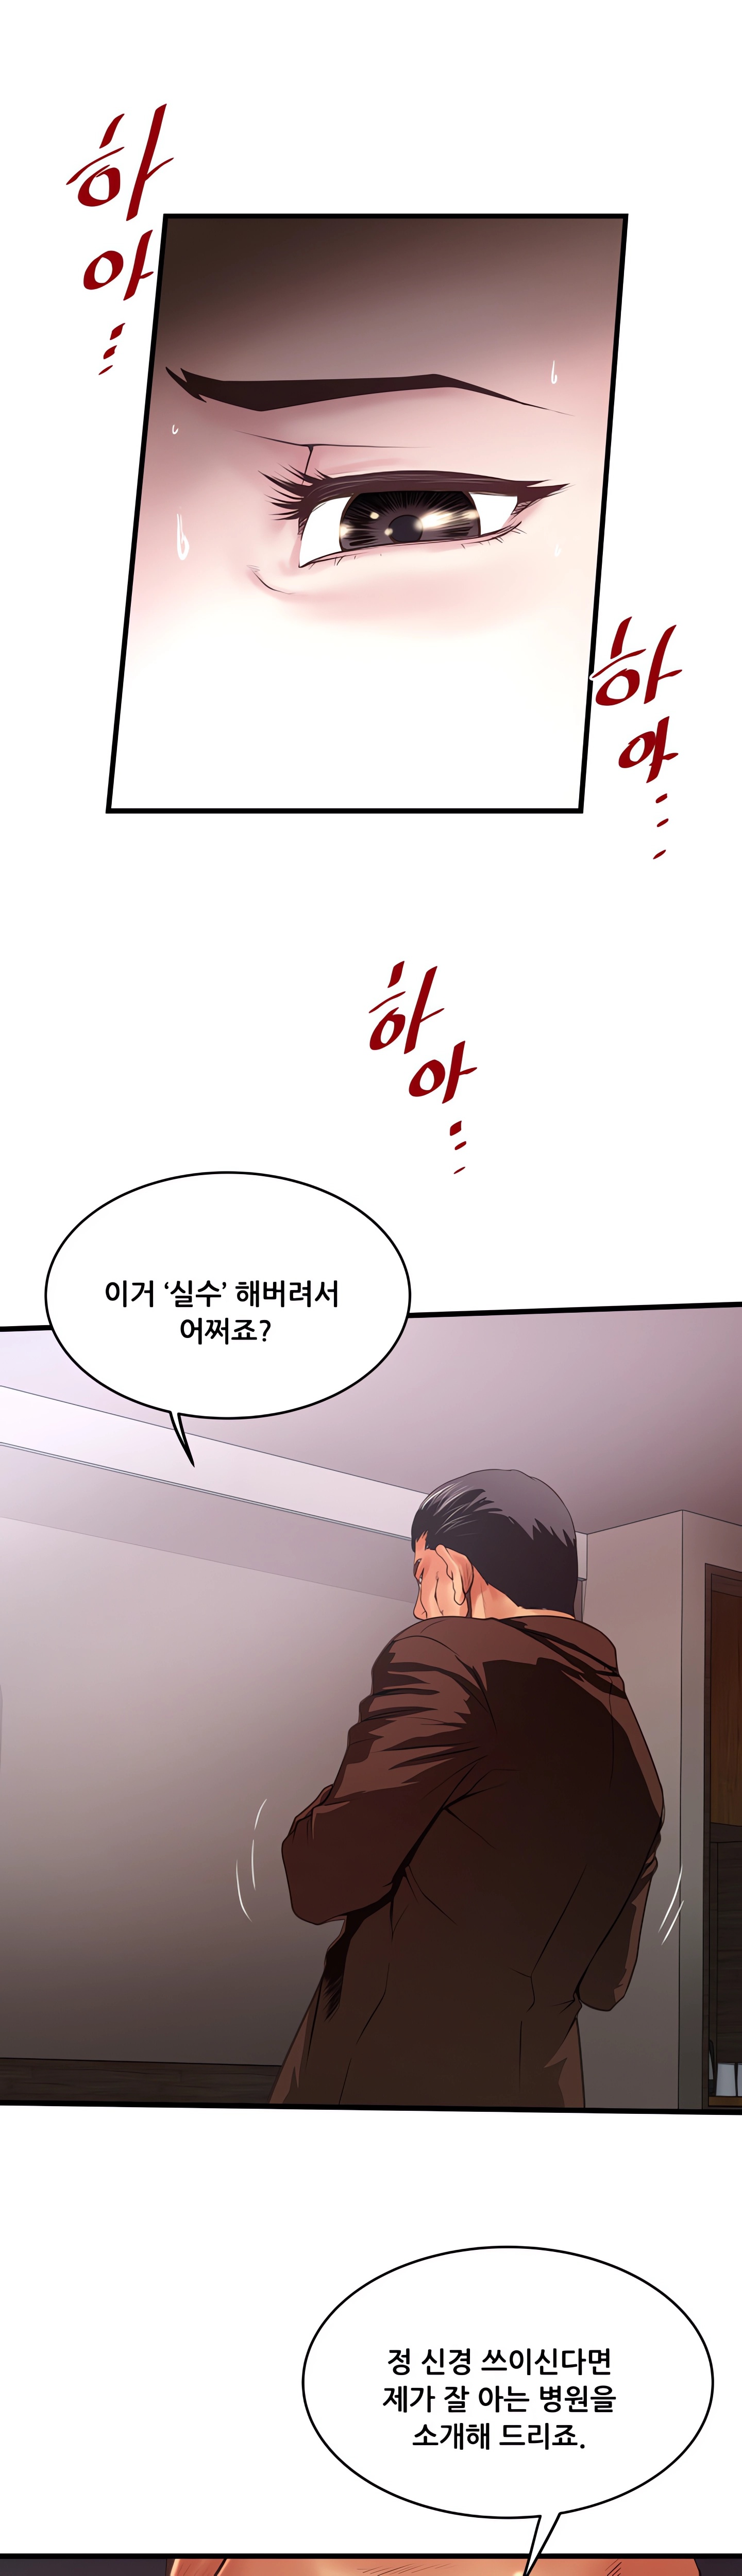 하
아
...
하
아
...
하
아
...
이거 ‘실수’ 해버려서
어쩌죠?
정 신경 쓰이신다면
제가 잘 아는 병원을
소개해 드리죠.